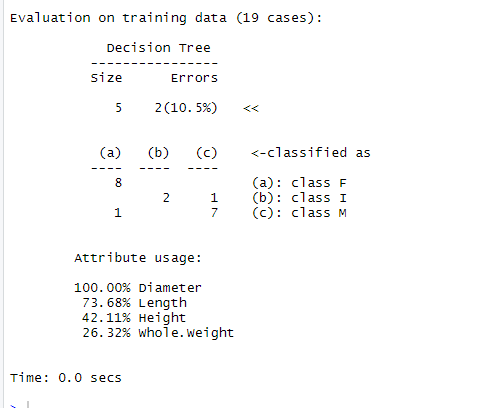 Evaluation on training data (19 cases):
Decision Tree
----------------
Size Errors
5 2(10.5%) <<
(a) (b) (c) <-classified as
---- ---- ----
8 (a): class F
2 1 (b): class I
1 7 (c): class M
Attribute usage:
100.00% Diameter
73.68% Length
42.11% Height
26.32% Whole.weight
Time: 0.0 secs
>